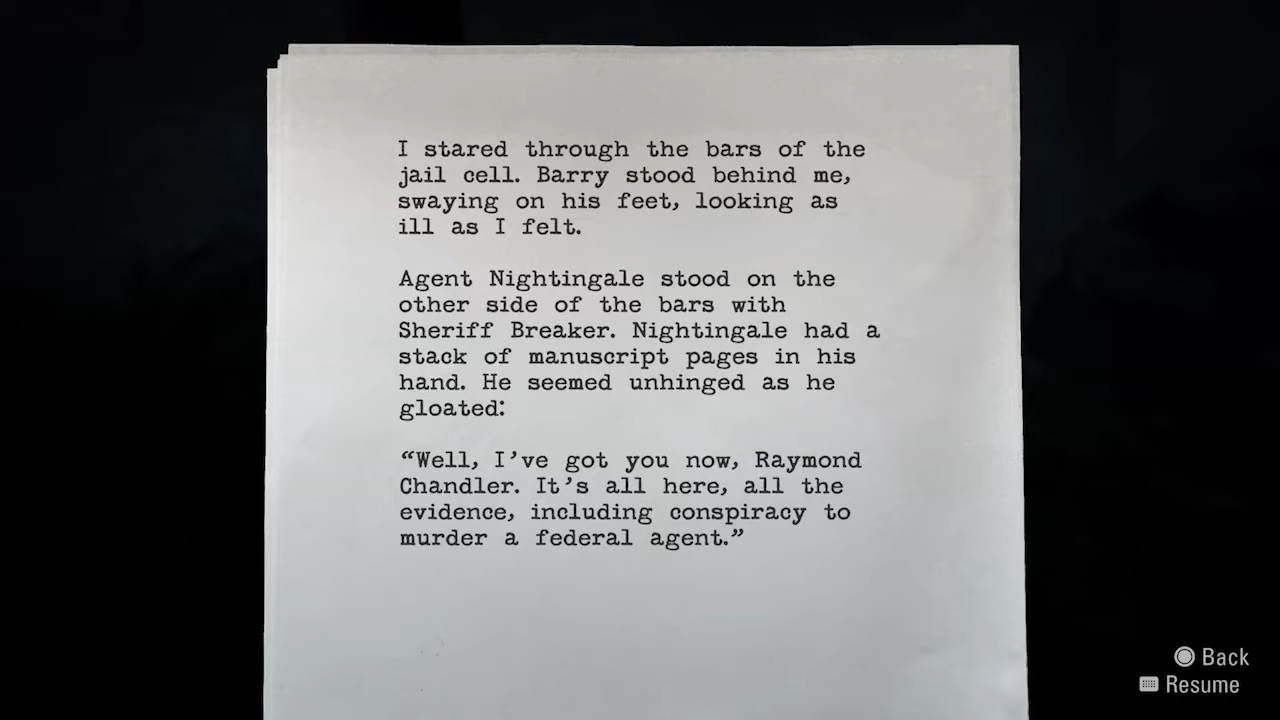 I stared through the bars of the
jail cell. Barry stood behind me,
swaying on his feet, looking as
ill as I felt.
Agent Nightingale stood on the
other side of the bars with
Sheriff Breaker. Nightingale had a
stack of manuscript pages in his
hand. He seemed unhinged as he
gloated:
“Well, I’ve got you now, Raymond
Chandler. It’s all here, all the
evidence, including conspiracy to
murder a federal agent.”
Back
Resume